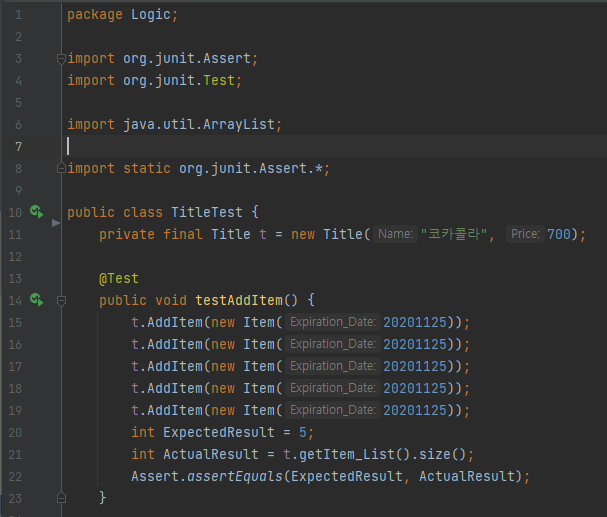 1 package Logic;
2
3 import org.junit.Assert;
4 import org.junit.Test;
5
6 import java.util.ArrayList;
7
8 import static org.junit.Assert.*;
9
10 public class TitleTest {
11 private final Title t = new Title( Name: "코카콜라", Price: 700);
12
13 @Test
14 public void testAddItem() {
15 t.AddItem(new Item( Expiration_Date: 20201125));
16 t.AddItem(new Item( Expiration_Date: 20201125));
17 t.AddItem(new Item( Expiration_Date: 20201125));
18 t.AddItem(new Item( Expiration_Date: 20201125));
19 t.AddItem(new Item( Expiration_Date: 20201125));
20 int ExpectedResult = 5;
21 int ActualResult = t.getItem_List().size();
22 Assert.assertEquals(ExpectedResult, ActualResult);
23 }